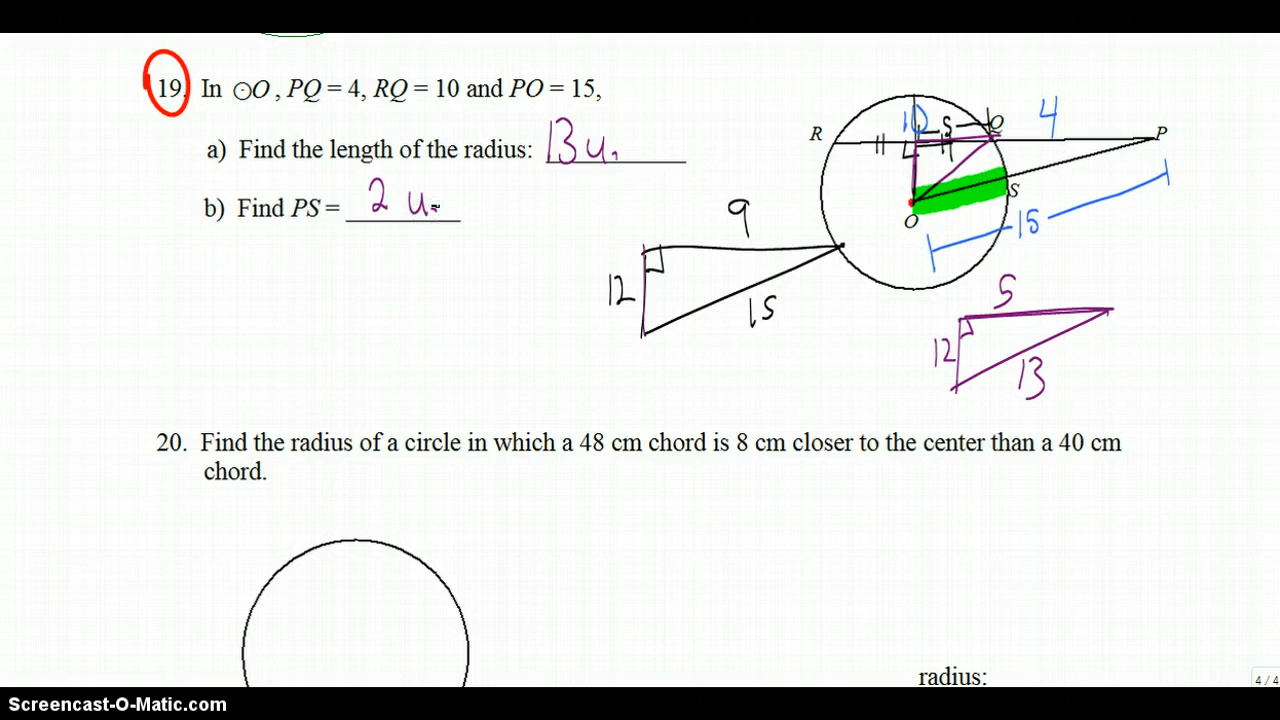 19. In ⊙O, PQ = 4, RQ = 10 and PO = 15,
a) Find the length of the radius: 13 u.
b) Find PS = 2 u.
R
10
5
Q
4
P
S
O
15
9
12
15
5
12
13
20. Find the radius of a circle in which a 48 cm chord is 8 cm closer to the center than a 40 cm
chord.
radius:
4 / 4
Screencast-O-Matic.com